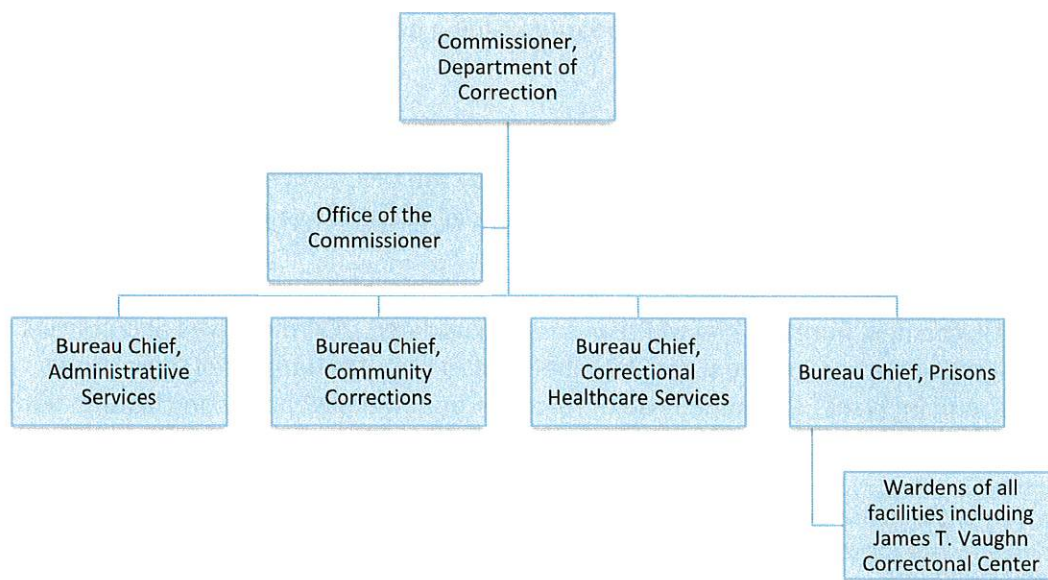 Commissioner,
Department of
Correction
Office of the
Commissioner
Bureau Chief,
Administratiive
Services
Bureau Chief,
Community
Corrections
Bureau Chief,
Correctional
Healthcare Services
Bureau Chief, Prisons
Wardens of all
facilities including
James T. Vaughn
Correctonal Center